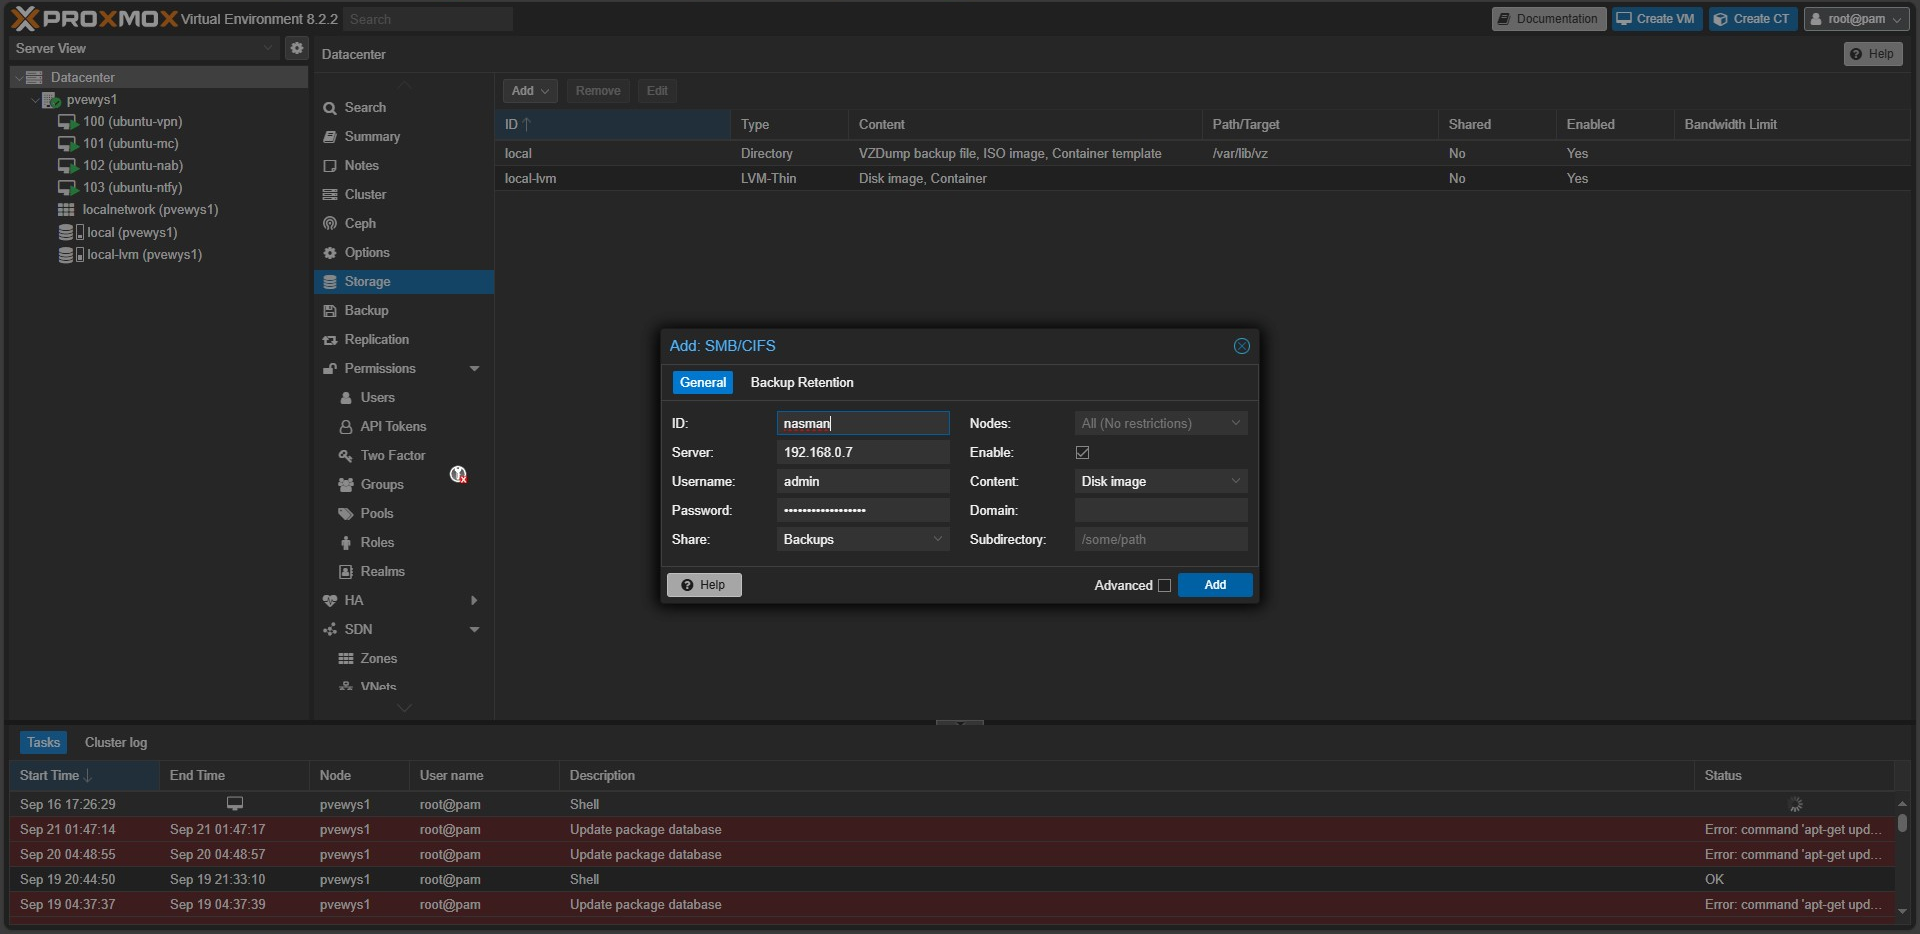 PROXMOX Virtual Environment 8.2.2 Search Documentation Create VM Create CT root@pam
Server View
Datacenter
Help
Datacenter
pvewys1
100 (ubuntu-vpn)
101 (ubuntu-mc)
102 (ubuntu-nab)
103 (ubuntu-ntfy)
localnetwork (pvewys1)
local (pvewys1)
local-lvm (pvewys1)
Search
Summary
Notes
Cluster
Ceph
Options
Storage
Backup
Replication
Permissions
Users
API Tokens
Two Factor
Groups
Pools
Roles
Realms
HA
SDN
Zones
VNets
Add Remove Edit
ID Type Content Path/Target Shared Enabled Bandwidth Limit
local Directory VZDump backup file, ISO image, Container template /var/lib/vz No Yes
local-lvm LVM-Thin Disk image, Container No Yes
Add: SMB/CIFS
General Backup Retention
ID: nasman Nodes: All (No restrictions)
Server: 192.168.0.7 Enable:
Username: admin Content: Disk image
Password: •••••••••••••••••• Domain:
Share: Backups Subdirectory: /some/path
Help Advanced Add
Tasks Cluster log
Start Time End Time Node User name Description Status
Sep 16 17:26:29 pvewys1 root@pam Shell
Sep 21 01:47:14 Sep 21 01:47:17 pvewys1 root@pam Update package database Error: command 'apt-get upd...
Sep 20 04:48:55 Sep 20 04:48:57 pvewys1 root@pam Update package database Error: command 'apt-get upd...
Sep 19 20:44:50 Sep 19 21:33:10 pvewys1 root@pam Shell OK
Sep 19 04:37:37 Sep 19 04:37:39 pvewys1 root@pam Update package database Error: command 'apt-get upd...